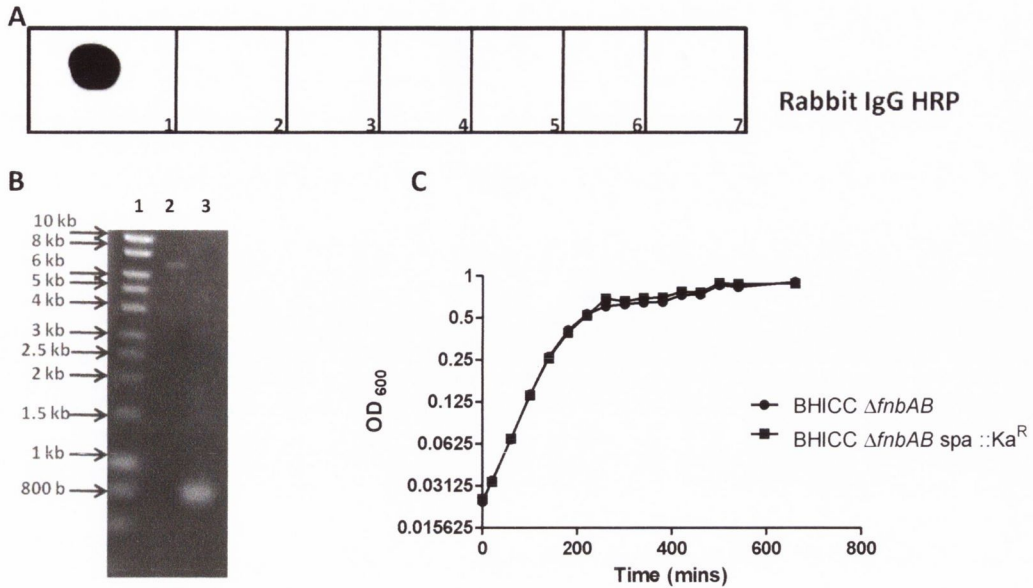 A
1 2 3 4 5 6 7
Rabbit IgG HRP
B
1 2 3
10 kb
8 kb
6 kb
5 kb
4 kb
3 kb
2.5 kb
2 kb
1.5 kb
1 kb
800 b
C
OD 600
1
0.5
0.25
0.125
0.0625
0.03125
0.015625
0 200 400 600 800
Time (mins)
BHICC ΔfnbAB
BHICC ΔfnbAB spa ::Ka^R